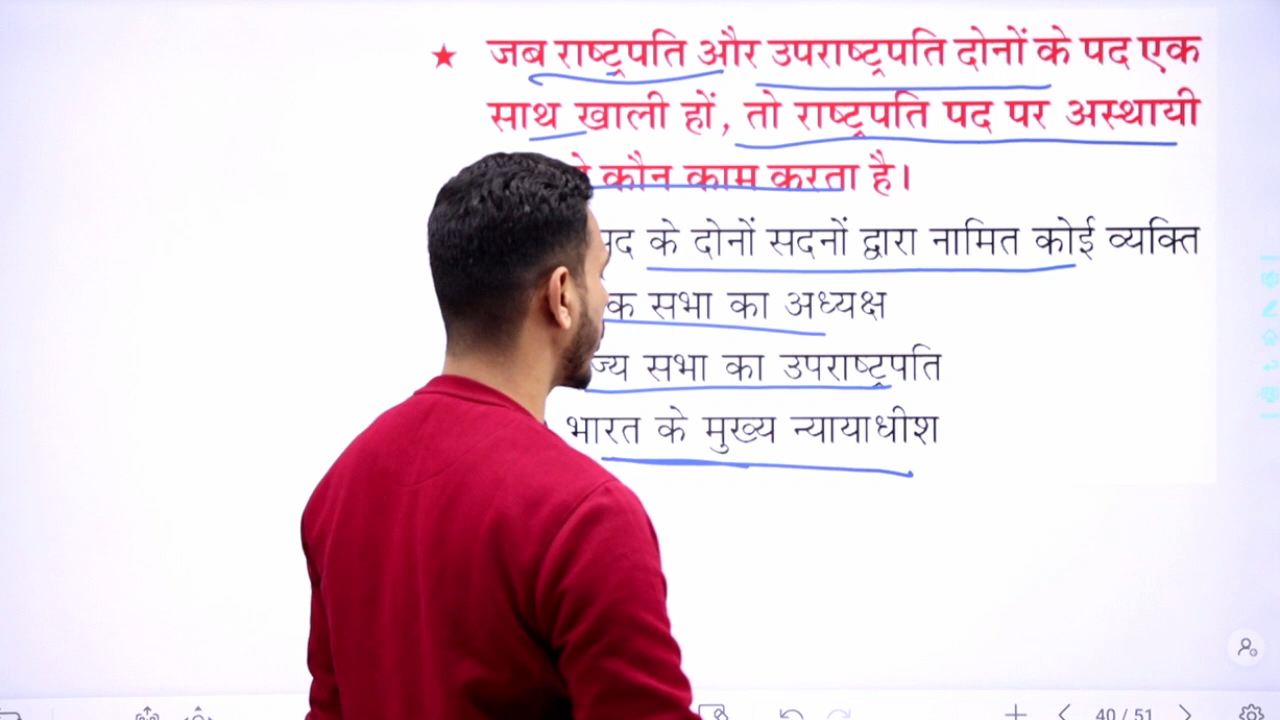 ★ जब राष्ट्रपति और उपराष्ट्रपति दोनों के पद एक
साथ खाली हों, तो राष्ट्रपति पद पर अस्थायी
कौन काम करता है।
के दोनों सदनों द्वारा नामित कोई व्यक्ति
सभा का अध्यक्ष
सभा का उपराष्ट्रपति
भारत के मुख्य न्यायाधीश
40 / 51